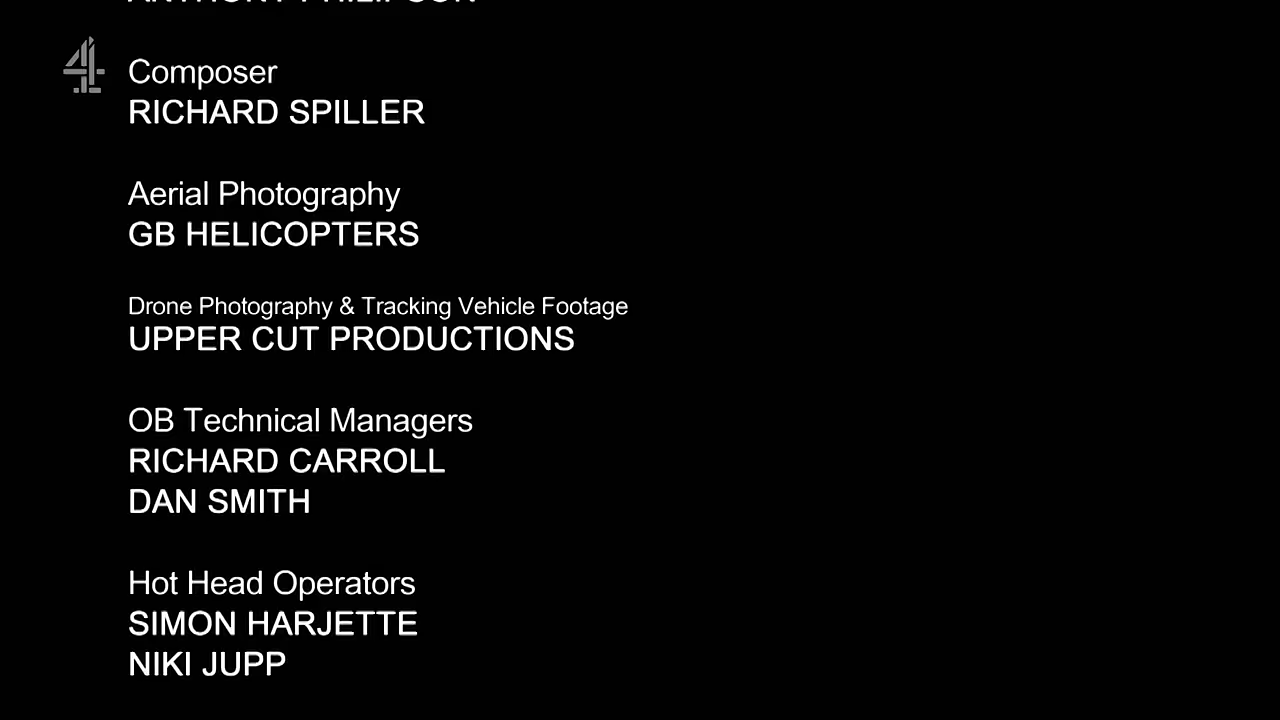 Composer
RICHARD SPILLER
Aerial Photography
GB HELICOPTERS
Drone Photography & Tracking Vehicle Footage
UPPER CUT PRODUCTIONS
OB Technical Managers
RICHARD CARROLL
DAN SMITH
Hot Head Operators
SIMON HARJETTE
NIKI JUPP